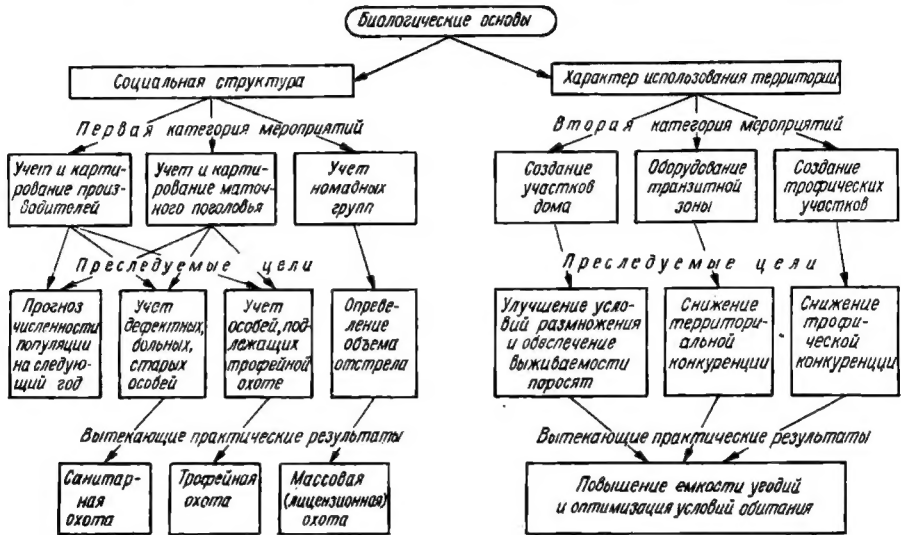 Биологические основы
Социальная структура
Характер использования территории
Первая категория мероприятий
Вторая категория мероприятий
Учет и карти-
рование произ-
водителей
Учет и карти-
рование маточ-
ного поголовья
Учет
номадных
групп
Создание
участков
дома
Оборудование
транзитной
зоны
Создание
трофических
участков
Преследуемые цели
Преследуемые цели
Прогноз
численности
популяции
на следую-
щий год
Учет
дефектных,
больных,
старых
особей
Учет
особей, под-
лежащих
трофейной
охоте
Опреде-
ление
объема
отстрела
Улучшение усло-
вий размножения
и обеспечение
выживаемости
поросят
Снижение
территори-
альной
конкуренции
Снижение
трофи-
ческой
конкуренции
Вытекающие практические результаты
Вытекающие практические результаты
Санитар-
ная
охота
Трофейная
охота
Массовая
(лицензионная)
охота
Повышение емкости угодий
и оптимизация условий обитания